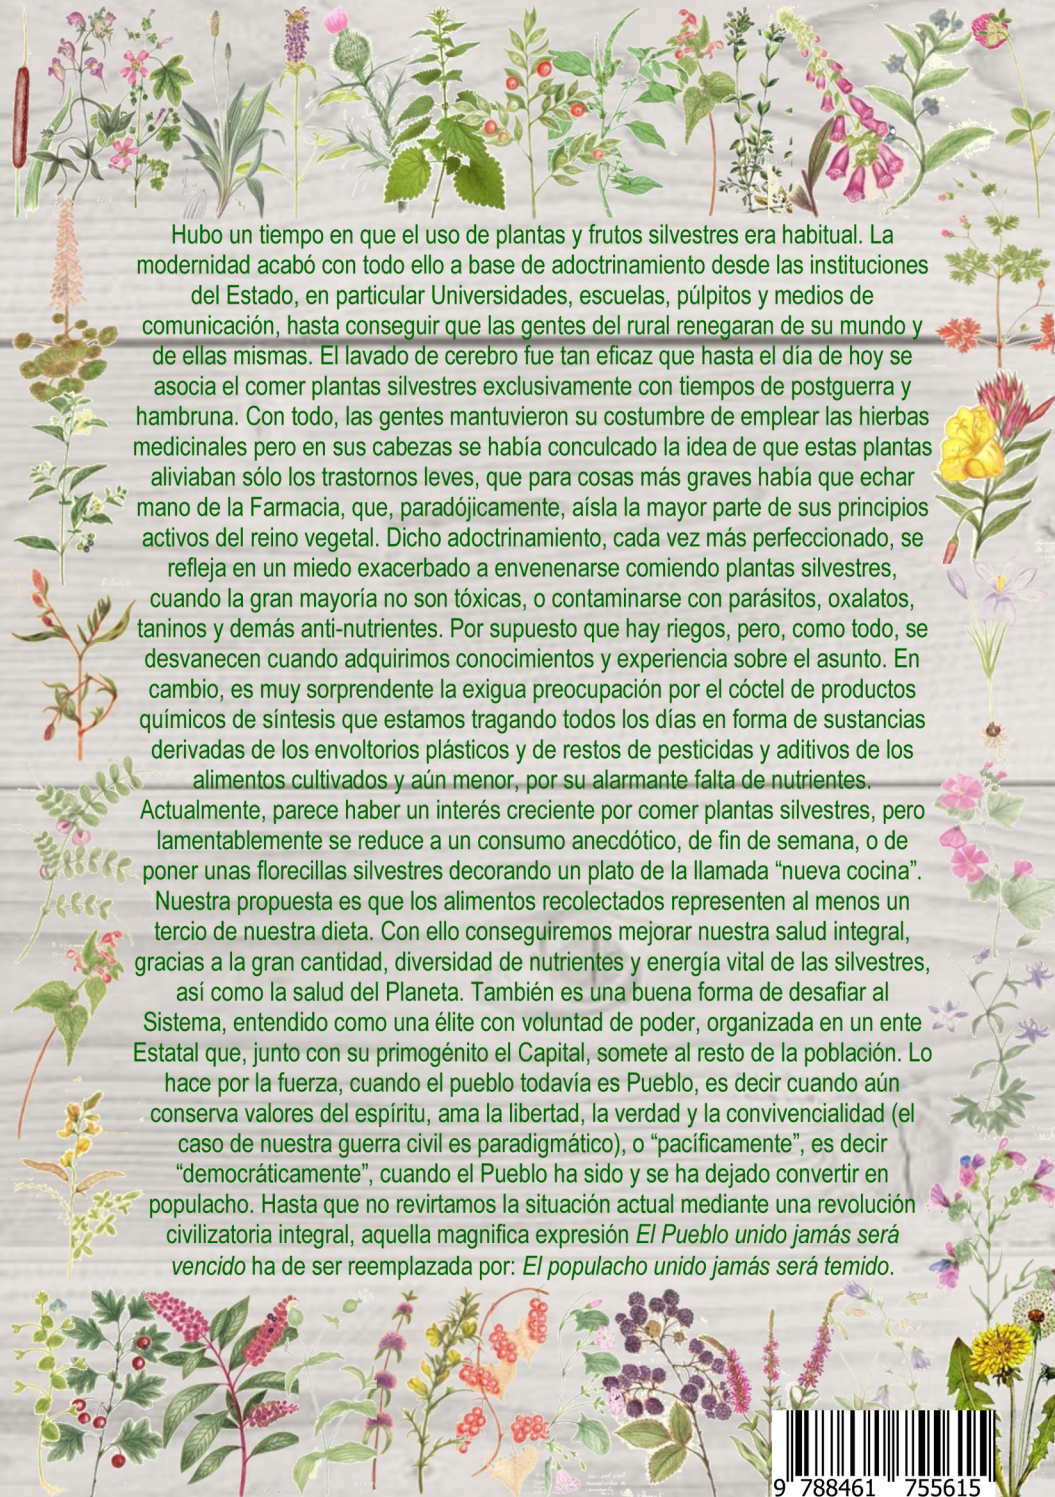 Hubo un tiempo en que el uso de plantas y frutos silvestres era habitual. La
modernidad acabó con todo ello a base de adoctrinamiento desde las instituciones
del Estado, en particular Universidades, escuelas, púlpitos y medios de
comunicación, hasta conseguir que las gentes del rural renegaran de su mundo y
de ellas mismas. El lavado de cerebro fue tan eficaz que hasta el día de hoy se
asocia el comer plantas silvestres exclusivamente con tiempos de postguerra y
hambruna. Con todo, las gentes mantuvieron su costumbre de emplear las hierbas
medicinales pero en sus cabezas se había conculcado la idea de que estas plantas
aliviaban sólo los trastornos leves, que para cosas más graves había que echar
mano de la Farmacia, que, paradójicamente, aísla la mayor parte de sus principios
activos del reino vegetal. Dicho adoctrinamiento, cada vez más perfeccionado, se
refleja en un miedo exacerbado a envenenarse comiendo plantas silvestres,
cuando la gran mayoría no son tóxicas, o contaminarse con parásitos, oxalatos,
taninos y demás anti-nutrientes. Por supuesto que hay riegos, pero, como todo, se
desvanecen cuando adquirimos conocimientos y experiencia sobre el asunto. En
cambio, es muy sorprendente la exigua preocupación por el cóctel de productos
químicos de síntesis que estamos tragando todos los días en forma de sustancias
derivadas de los envoltorios plásticos y de restos de pesticidas y aditivos de los
alimentos cultivados y aún menor, por su alarmante falta de nutrientes.
Actualmente, parece haber un interés creciente por comer plantas silvestres, pero
lamentablemente se reduce a un consumo anecdótico, de fin de semana, o de
poner unas florecillas silvestres decorando un plato de la llamada “nueva cocina”.
Nuestra propuesta es que los alimentos recolectados representen al menos un
tercio de nuestra dieta. Con ello conseguiremos mejorar nuestra salud integral,
gracias a la gran cantidad, diversidad de nutrientes y energía vital de las silvestres,
así como la salud del Planeta. También es una buena forma de desafiar al
Sistema, entendido como una élite con voluntad de poder, organizada en un ente
Estatal que, junto con su primogénito el Capital, somete al resto de la población. Lo
hace por la fuerza, cuando el pueblo todavía es Pueblo, es decir cuando aún
conserva valores del espíritu, ama la libertad, la verdad y la convivencialidad (el
caso de nuestra guerra civil es paradigmático), o “pacíficamente”, es decir
“democráticamente”, cuando el Pueblo ha sido y se ha dejado convertir en
populacho. Hasta que no revirtamos la situación actual mediante una revolución
civilizatoria integral, aquella magnifica expresión El Pueblo unido jamás será
vencido ha de ser reemplazada por: El populacho unido jamás será temido.
9 788461 755615